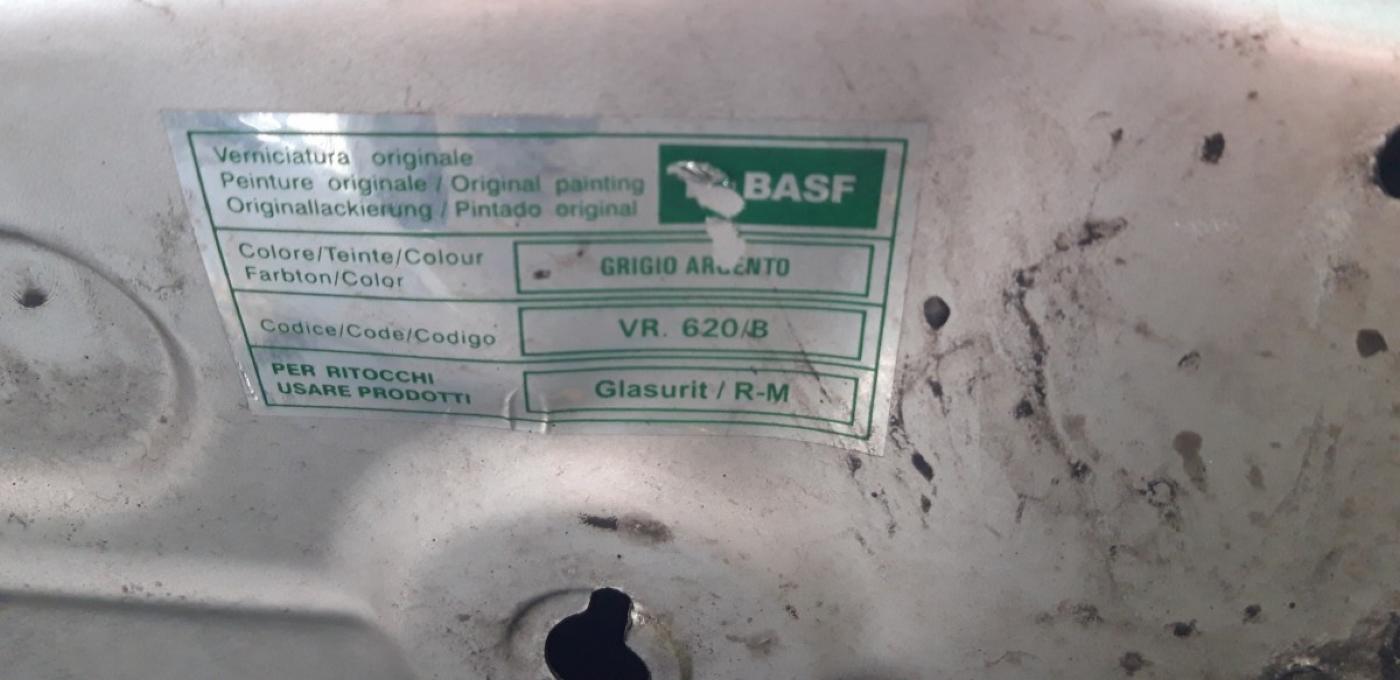 Verniciatura originale
Peinture originale / Original painting
Originallackierung / Pintado original
BASF
Colore/Teinte/Colour
Farbton/Color
GRIGIO ARGENTO
Codice/Code/Codigo
VR. 620/B
PER RITOCCHI
USARE PRODOTTI
Glasurit / R-M